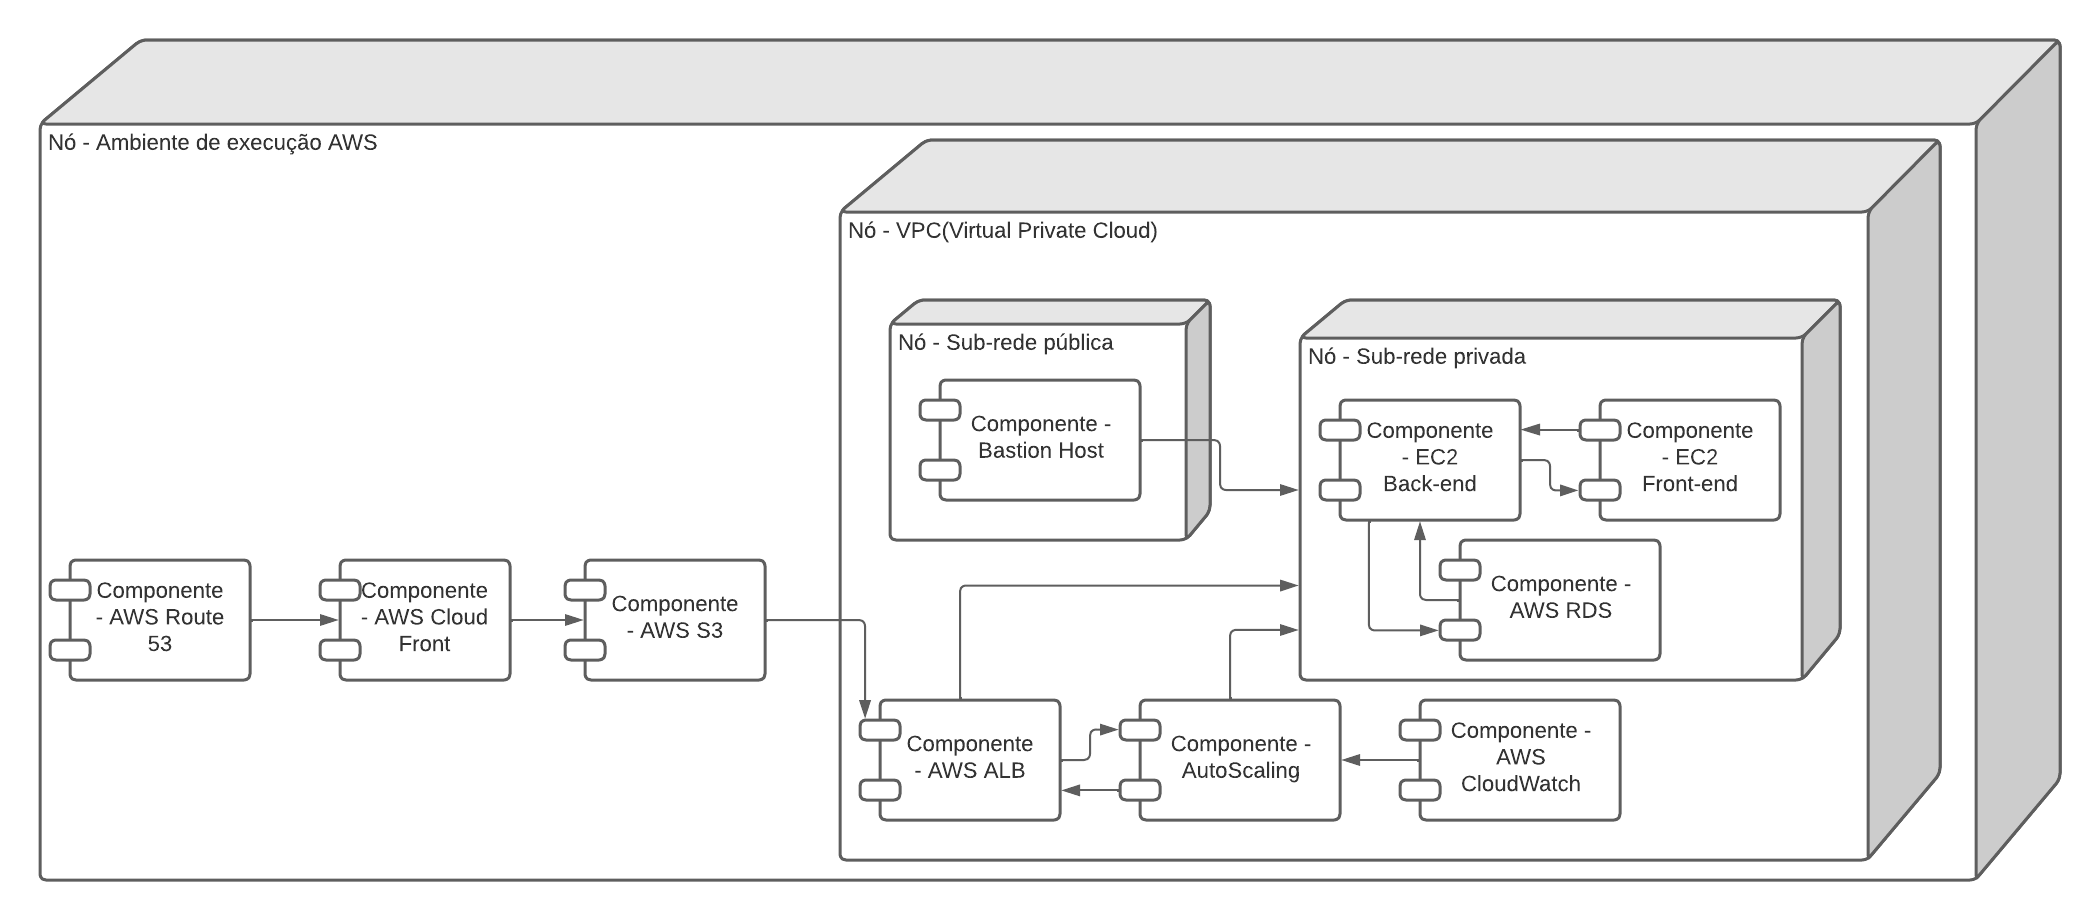 Nó - Ambiente de execução AWS
Nó - VPC(Virtual Private Cloud)
Nó - Sub-rede pública
Componente -
Bastion Host
Nó - Sub-rede privada
Componente
- EC2
Back-end
Componente
- EC2
Front-end
Componente -
AWS RDS
Componente
- AWS Route
53
Componente
- AWS Cloud
Front
Componente
- AWS S3
Componente
- AWS ALB
Componente -
AutoScaling
Componente -
AWS
CloudWatch